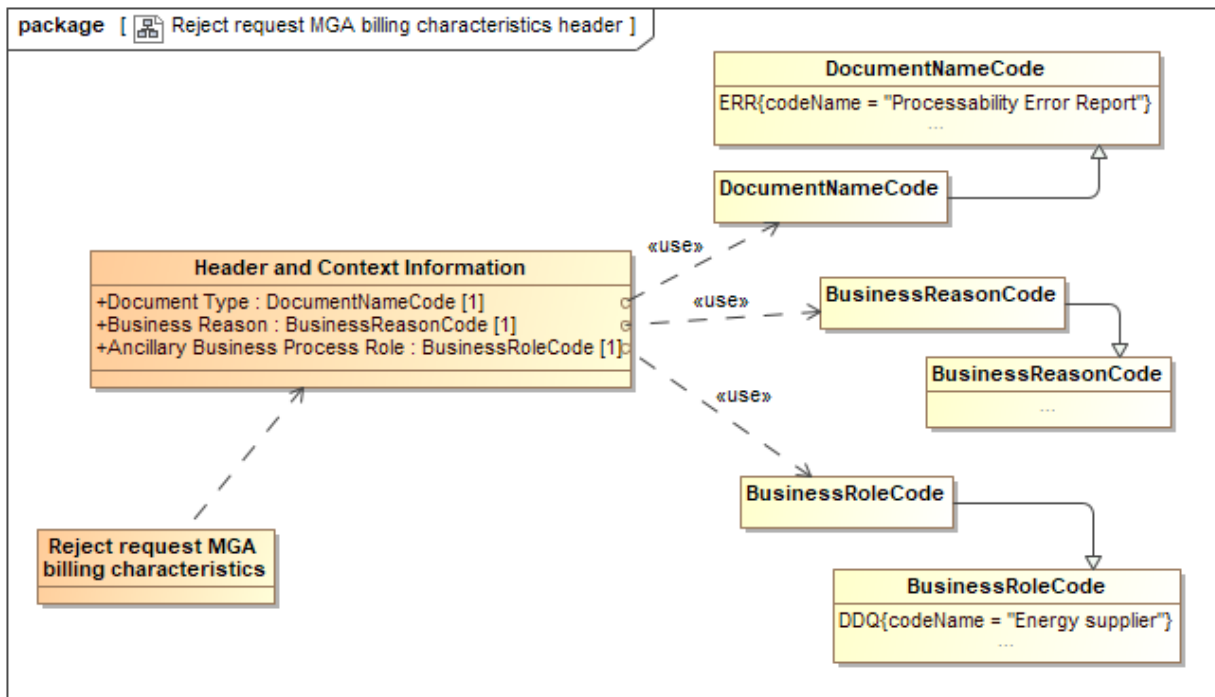 package [ Reject request MGA billing characteristics header ]
DocumentNameCode
ERR{codeName = "Processability Error Report"}
...
DocumentNameCode
«use»
Header and Context Information
+Document Type : DocumentNameCode [1]
+Business Reason : BusinessReasonCode [1]
+Ancillary Business Process Role : BusinessRoleCode [1]
«use»
BusinessReasonCode
BusinessReasonCode
...
«use»
BusinessRoleCode
Reject request MGA
billing characteristics
BusinessRoleCode
DDQ{codeName = "Energy supplier"}
...